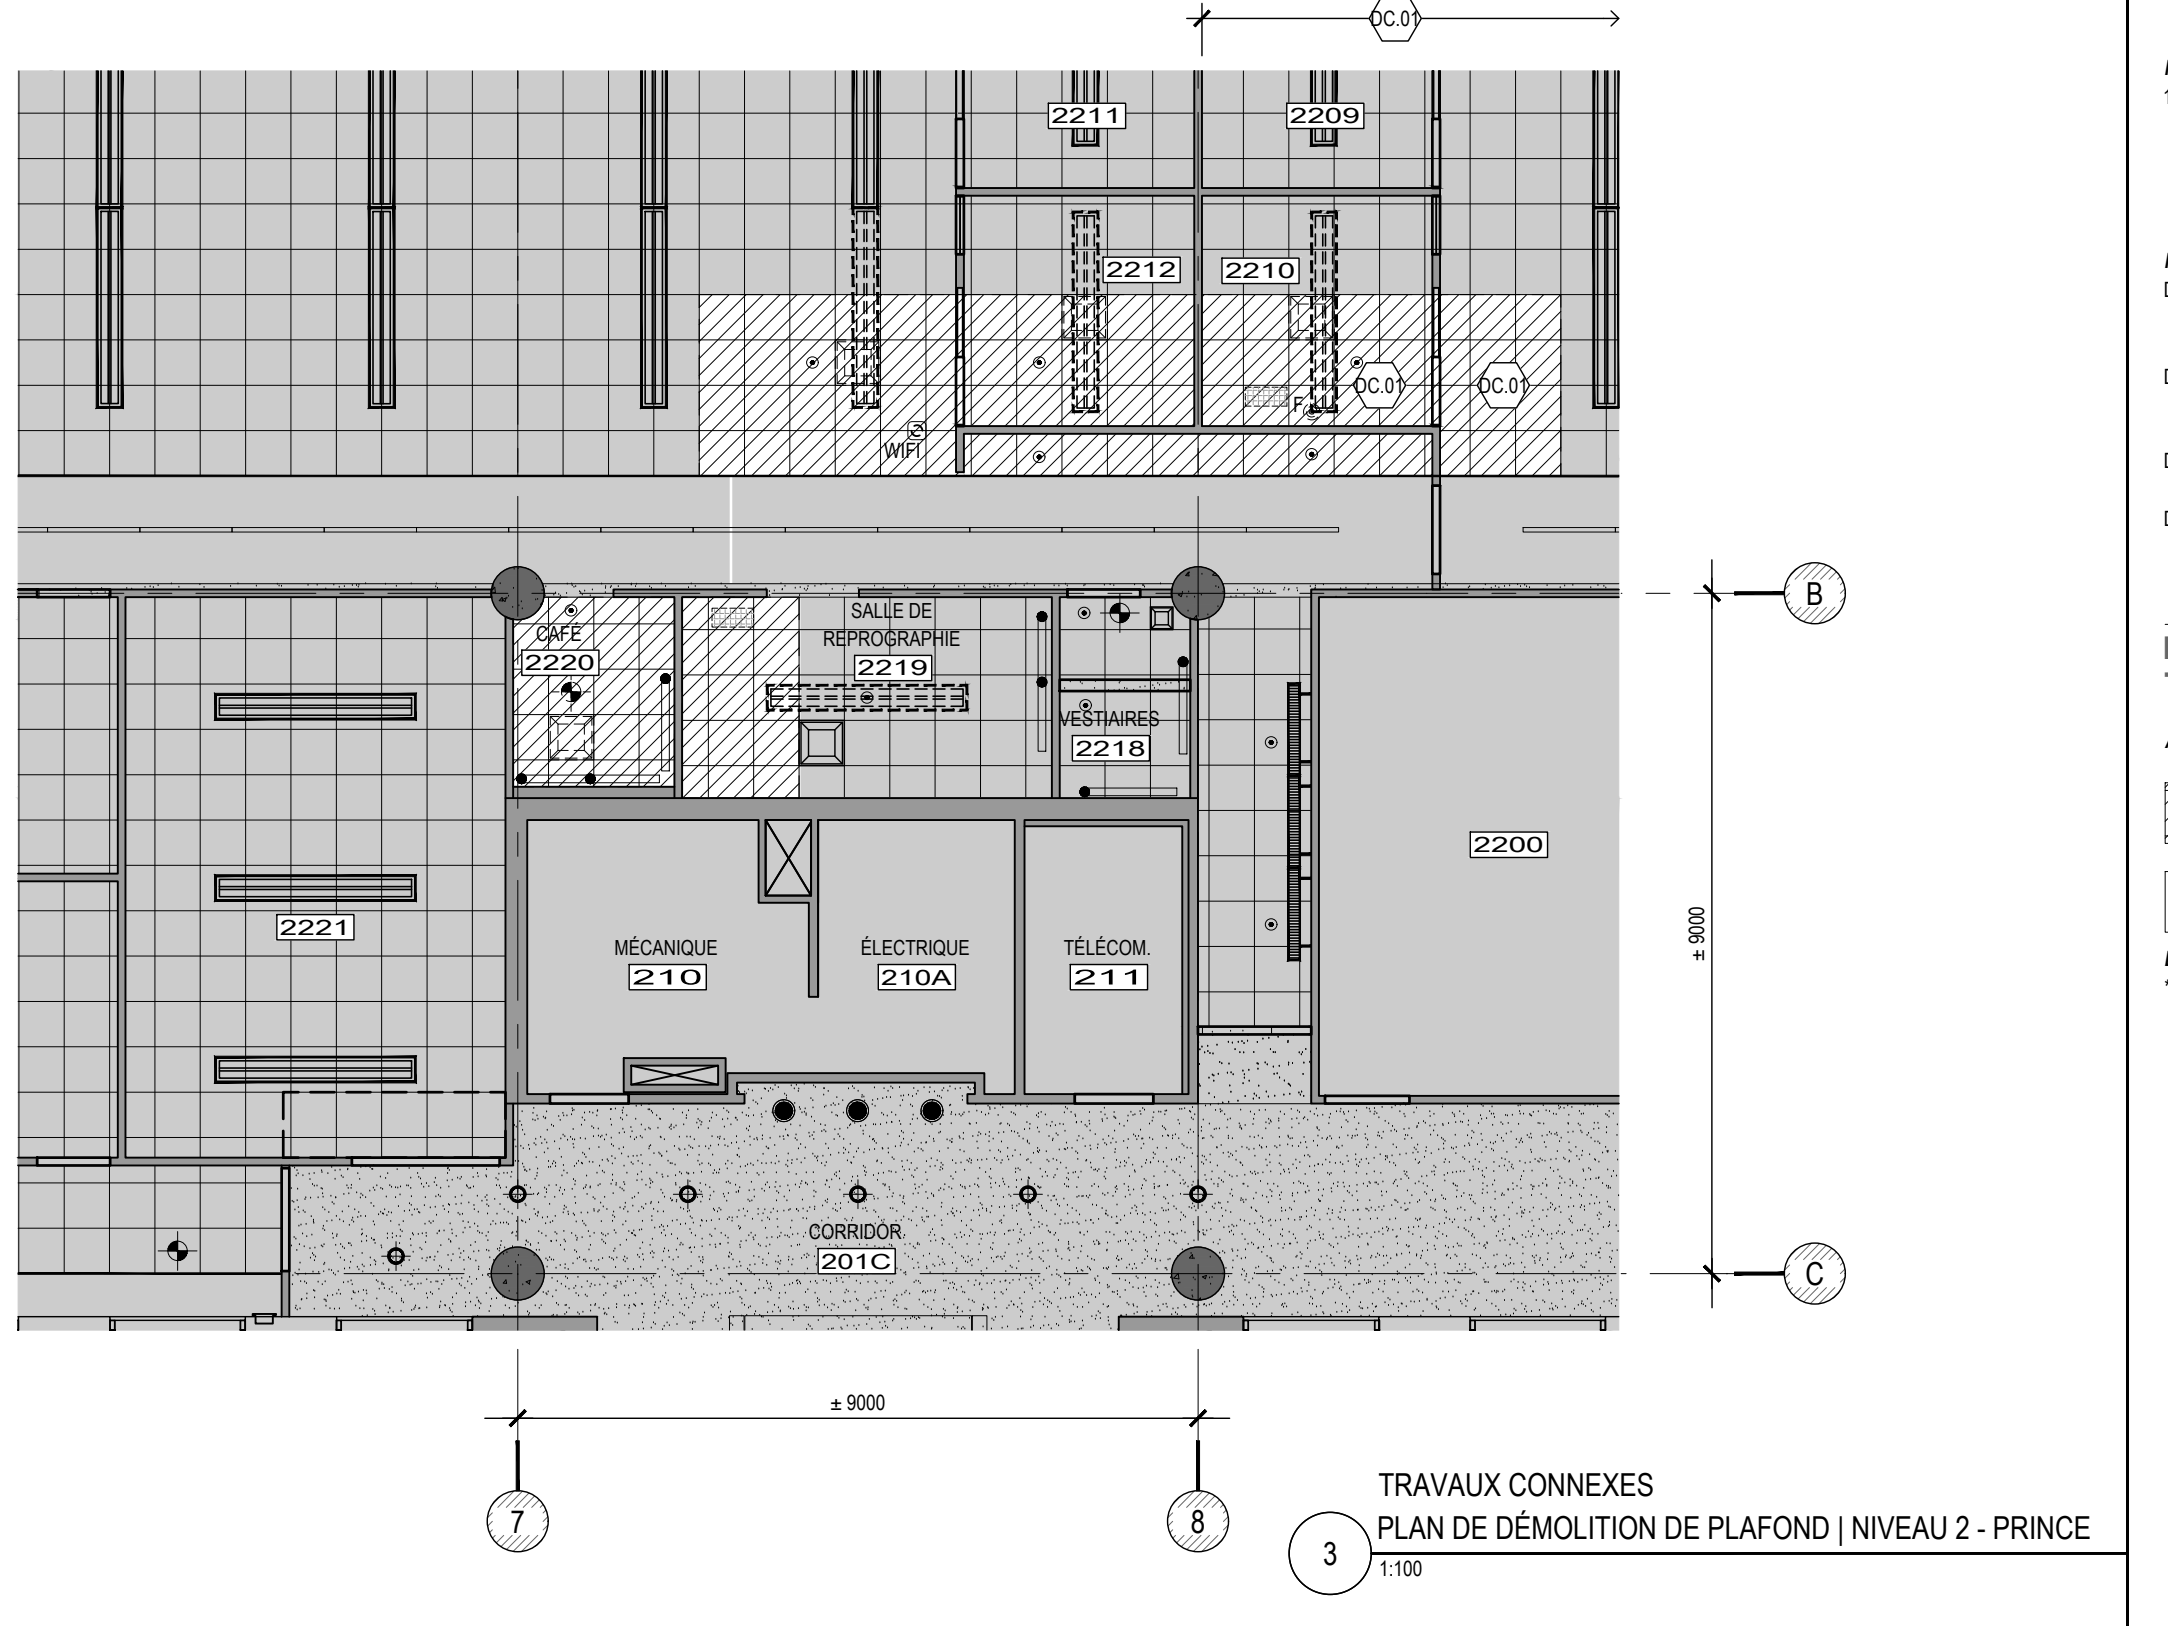 DC.01
2211
2209
2212
2210
DC.01
DC.01
F
WIFI
SALLE DE
REPROGRAPHIE
2219
CAFÉ
2220
VESTIAIRES
2218
B
2200
2221
MÉCANIQUE
210
ÉLECTRIQUE
210A
TÉLÉCOM.
211
± 9000
CORRIDOR
201C
C
± 9000
7
8
TRAVAUX CONNEXES
3
PLAN DE DÉMOLITION DE PLAFOND | NIVEAU 2 - PRINCE
1:100